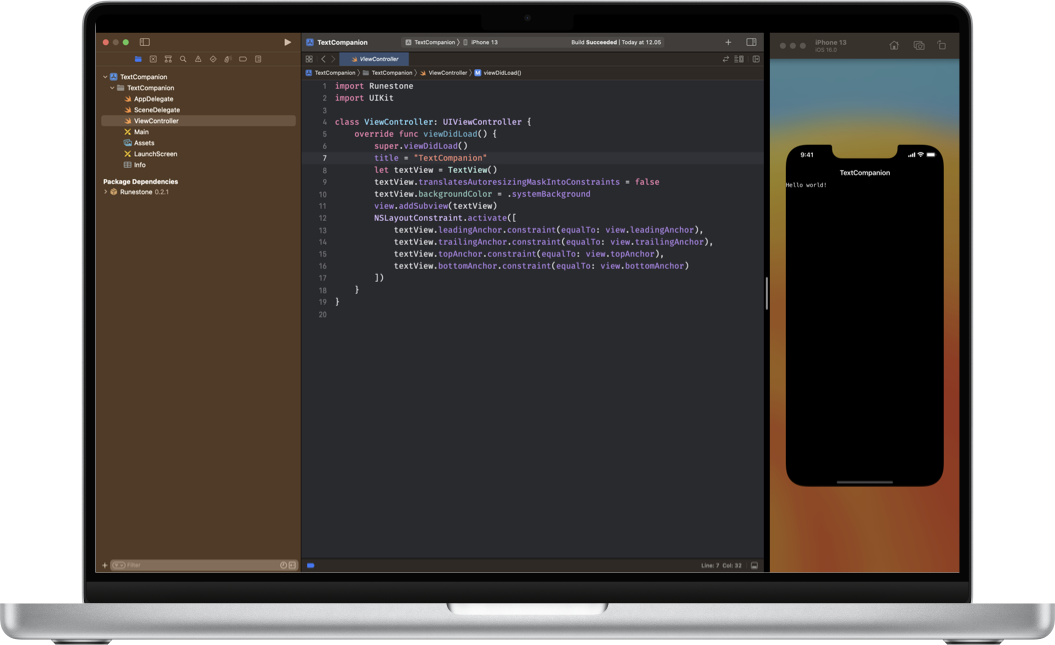 TextCompanion
TextCompanion 〉 iPhone 13
Build Succeeded | Today at 12.05
iPhone 13
iOS 16.0
ViewController
TextCompanion 〉 TextCompanion 〉 ViewController 〉 M viewDidLoad()
TextCompanion
TextCompanion
AppDelegate
SceneDelegate
ViewController
Main
Assets
LaunchScreen
Info
Package Dependencies
Runestone 0.2.1
Filter
1 import Runestone
2 import UIKit
3
4 class ViewController: UIViewController {
5     override func viewDidLoad() {
6         super.viewDidLoad()
7         title = "TextCompanion"
8         let textView = TextView()
9         textView.translatesAutoresizingMaskIntoConstraints = false
10         textView.backgroundColor = .systemBackground
11         view.addSubview(textView)
12         NSLayoutConstraint.activate([
13             textView.leadingAnchor.constraint(equalTo: view.leadingAnchor),
14             textView.trailingAnchor.constraint(equalTo: view.trailingAnchor),
15             textView.topAnchor.constraint(equalTo: view.topAnchor),
16             textView.bottomAnchor.constraint(equalTo: view.bottomAnchor)
17         ])
18     }
19 }
20
Line: 7 Col: 32
9:41
TextCompanion
Hello world!